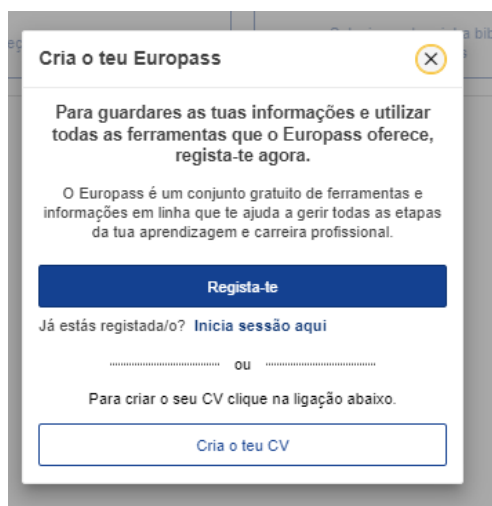 Cria o teu Europass
Para guardares as tuas informações e utilizar
todas as ferramentas que o Europass oferece,
regista-te agora.
O Europass é um conjunto gratuito de ferramentas e
informações em linha que te ajuda a gerir todas as etapas
da tua aprendizagem e carreira profissional.
Regista-te
Já estás registada/o? Inicia sessão aqui
ou
Para criar o seu CV clique na ligação abaixo.
Cria o teu CV